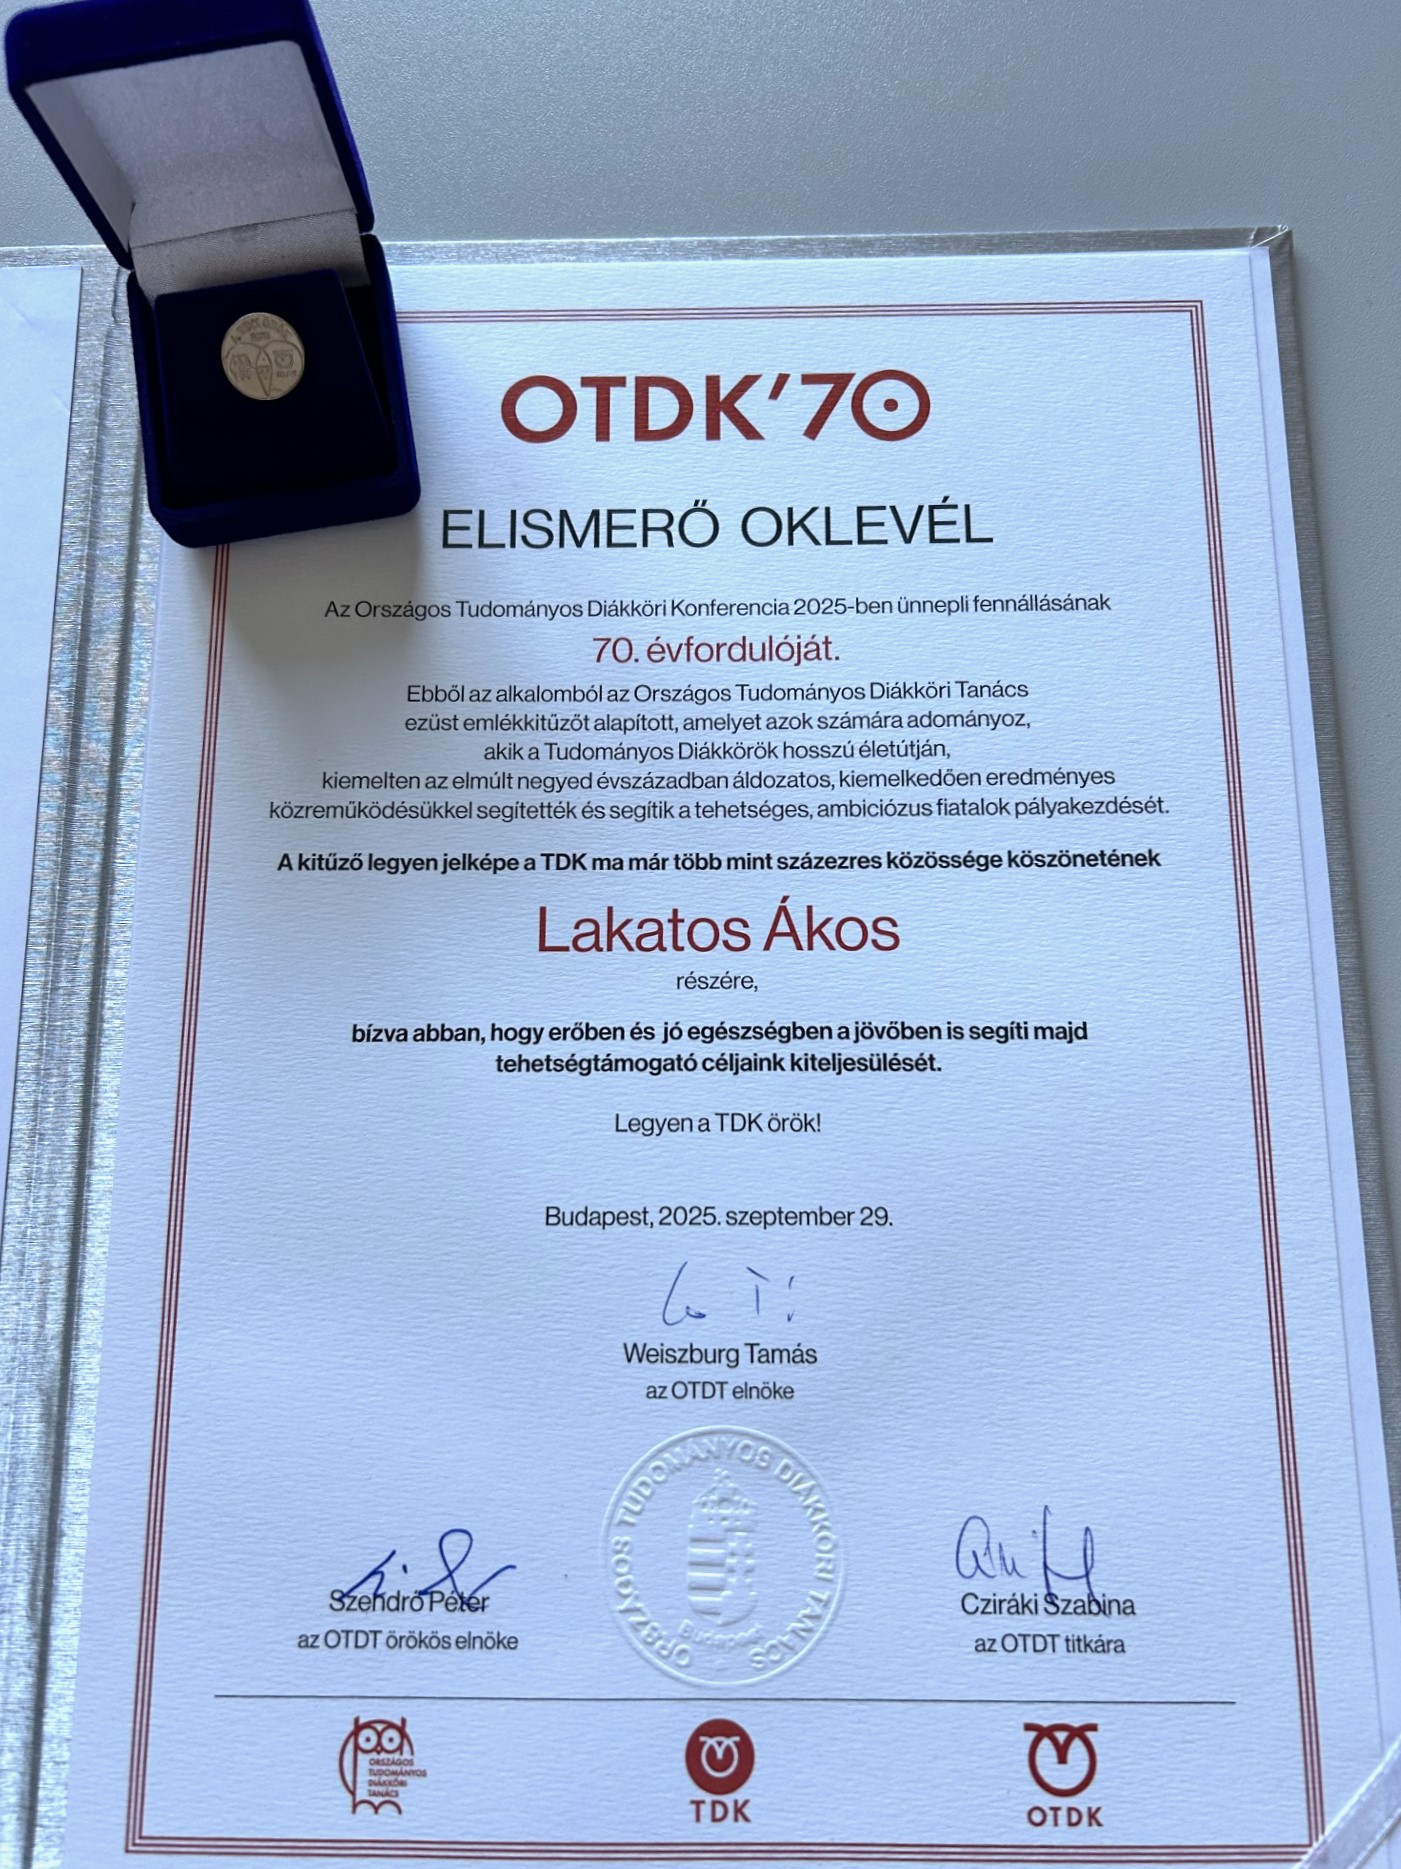 OTDK'70
ELISMERŐ OKLEVÉL
Az Országos Tudományos Diákköri Konferencia 2025-ben ünnepli fennállásának
70. évfordulóját.
Ebből az alkalomból az Országos Tudományos Diákköri Tanács
ezüst emlékkitűzőt alapított, amelyet azok számára adományoz,
akik a Tudományos Diákkörök hosszú életútján,
kiemelten az elmúlt negyed évszázadban áldozatos, kiemelkedően eredményes
közreműködésükkel segítették és segítik a tehetséges, ambiciózus fiatalok pályakezdését.
A kitűző legyen jelképe a TDK ma már több mint százezres közössége köszönetének
Lakatos Ákos
részére,
bízva abban, hogy erőben és jó egészségben a jövőben is segíti majd
tehetségtámogató céljaink kiteljesülését.
Legyen a TDK örök!
Budapest, 2025. szeptember 29.
Weiszburg Tamás
az OTDT elnöke
ORSZÁGOS TUDOMÁNYOS DIÁKKÖRI TANÁCS
Budapest
Szendrő Péter
az OTDT örökös elnöke
Cziráki Szabina
az OTDT titkára
ORSZÁGOS
TUDOMÁNYOS
DIÁKKÖRI
TANÁCS
TDK
OTDK